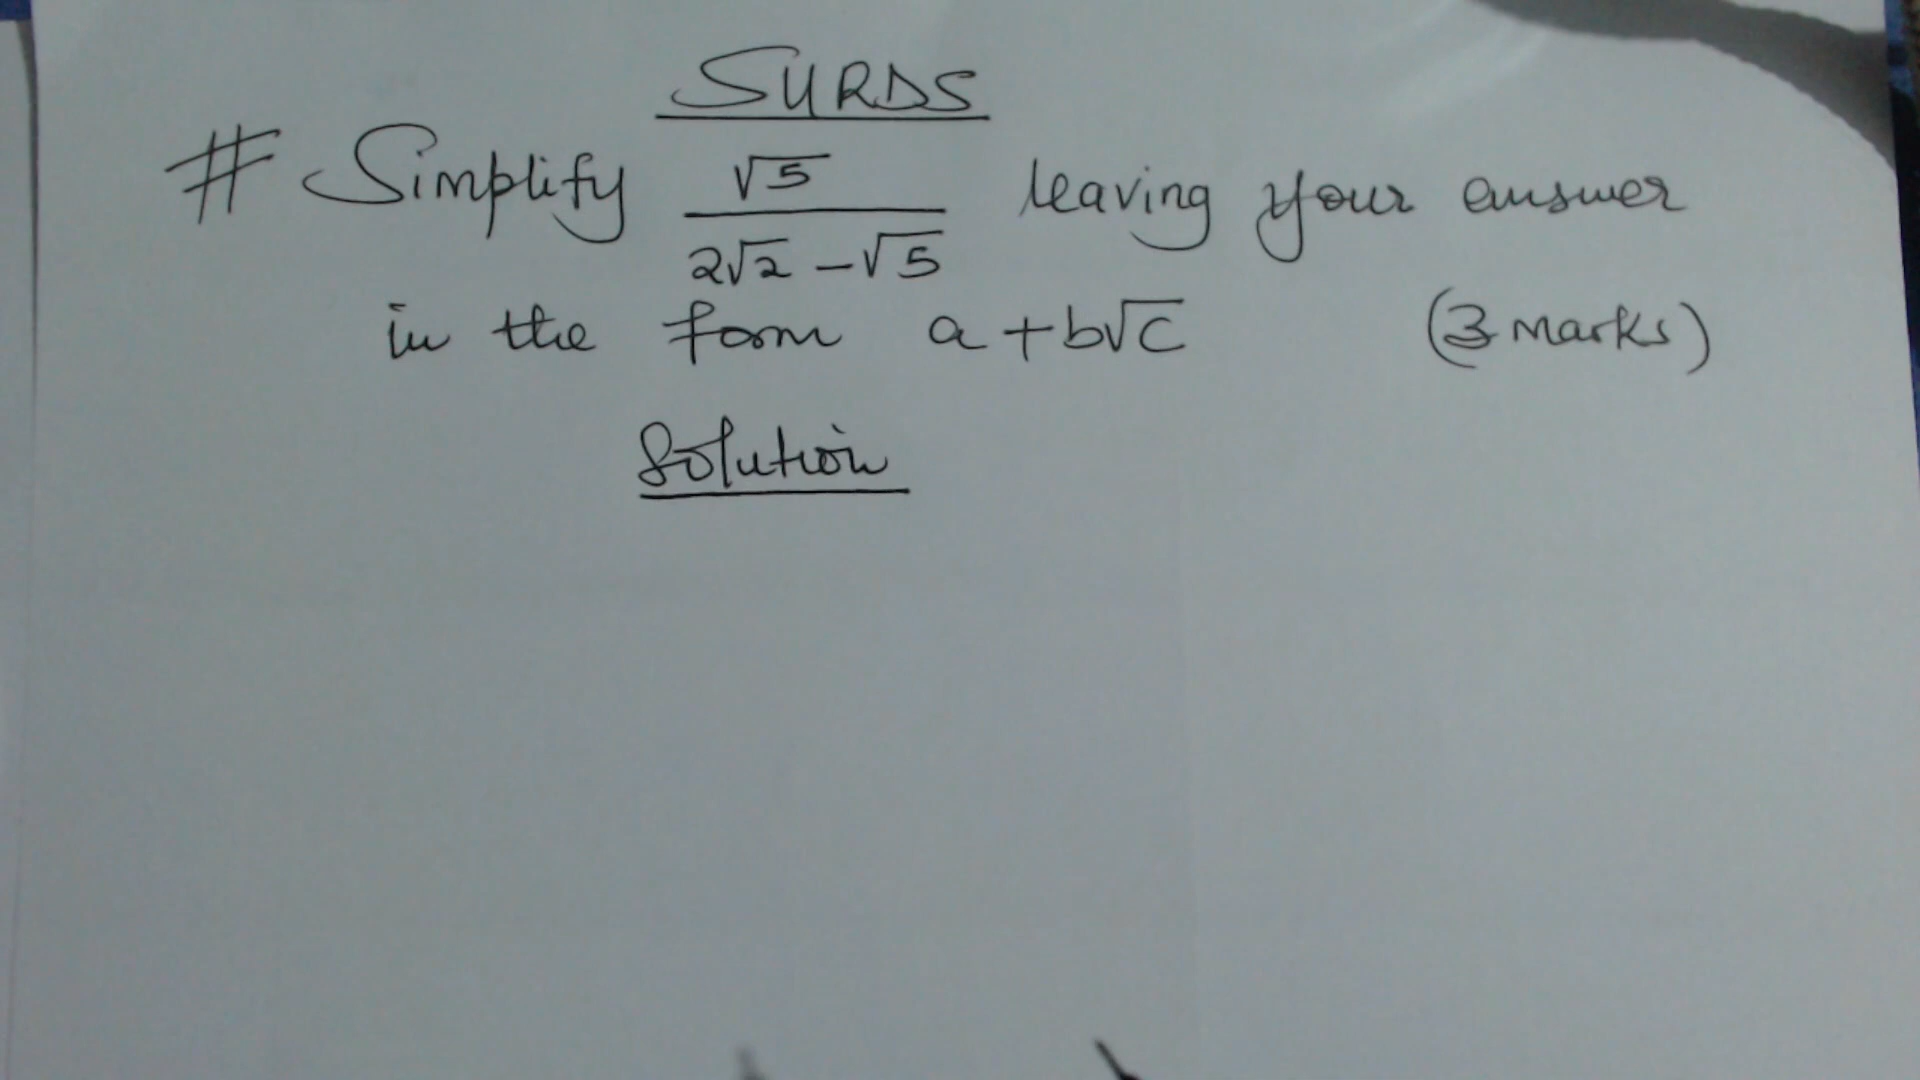 SURDS
# Simplify √5 / (2√2 − √5) leaving your answer
in the form a + b√c (3 marks)
Solution